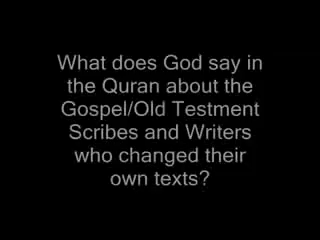 What does God say in
the Quran about the
Gospel/Old Testment
Scribes and Writers
who changed their
own texts?